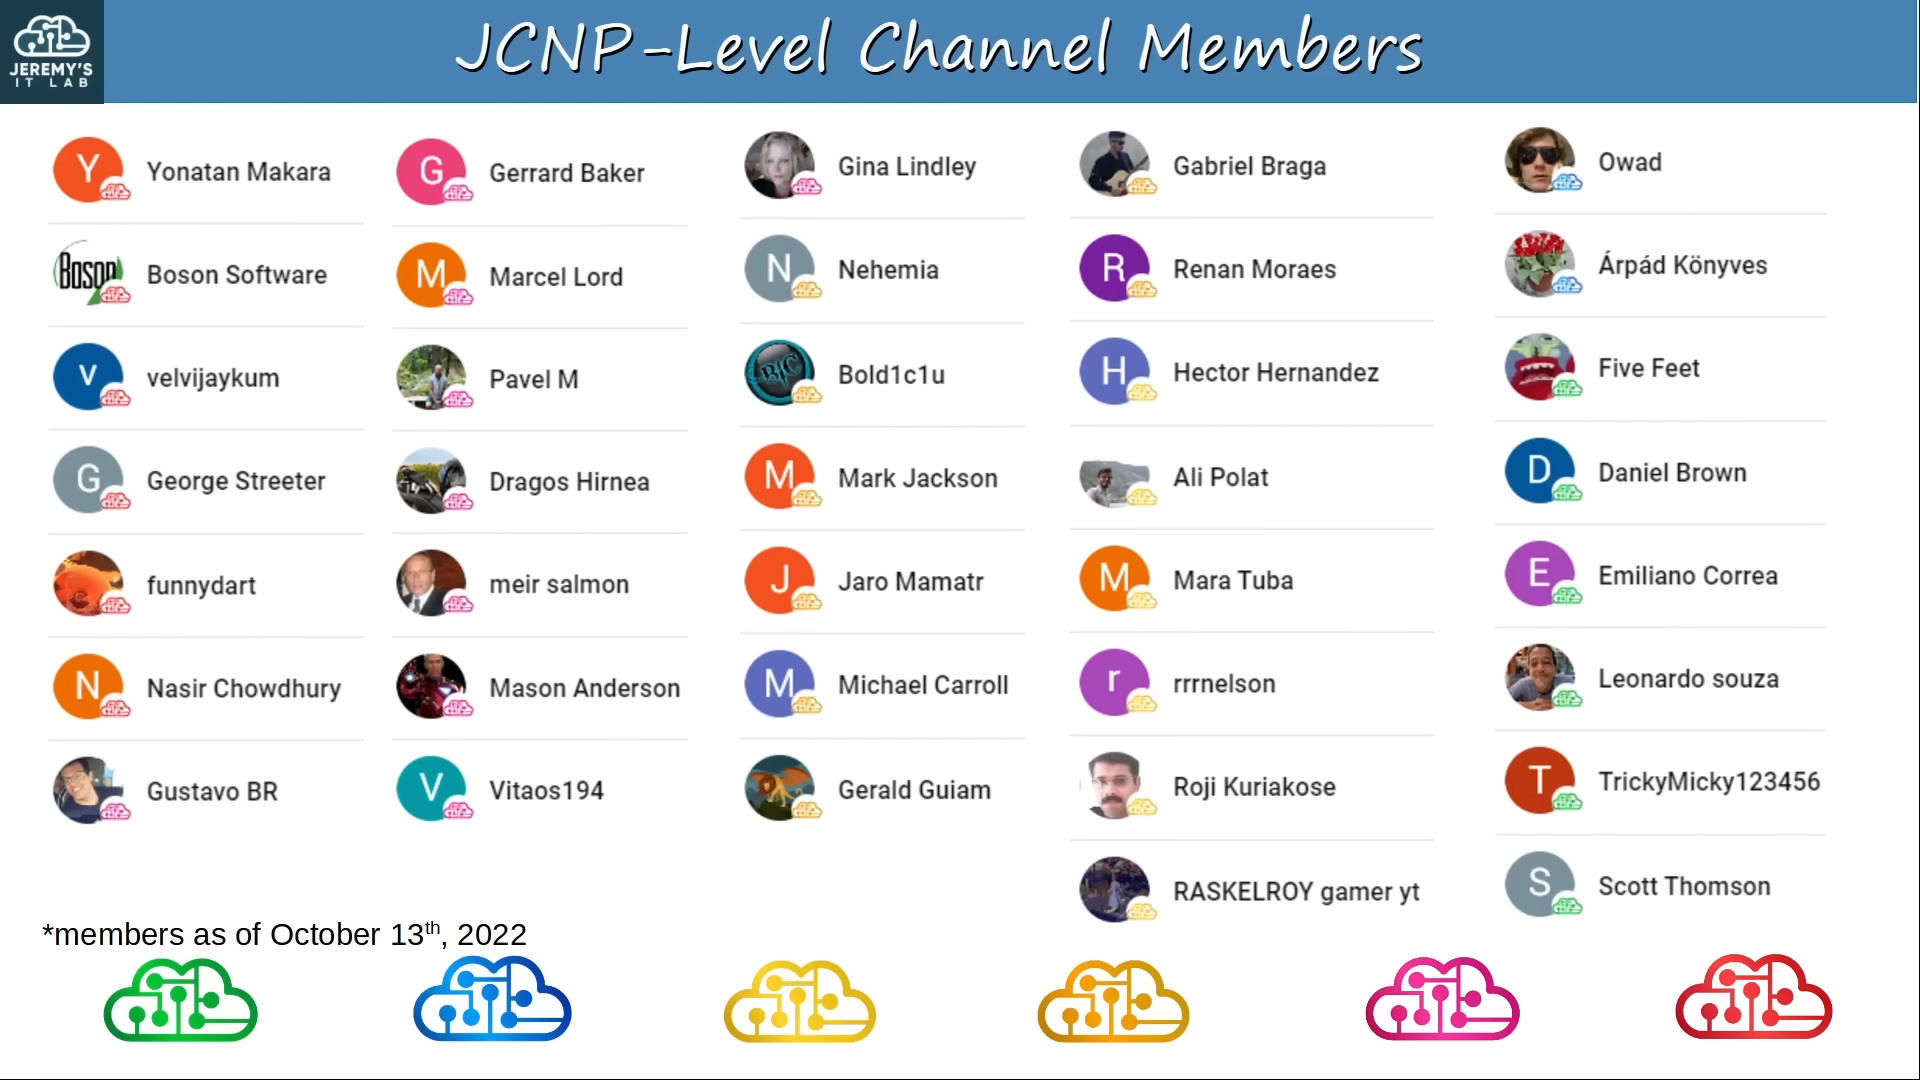 JEREMY'S
IT LAB
JCNP-Level Channel Members
Y
Yonatan Makara
Boson
Boson Software
v
velvijaykum
G
George Streeter
funnydart
N
Nasir Chowdhury
Gustavo BR
G
Gerrard Baker
M
Marcel Lord
Pavel M
Dragos Hirnea
meir salmon
Mason Anderson
V
Vitaos194
Gina Lindley
N
Nehemia
Bold1c1u
M
Mark Jackson
J
Jaro Mamatr
M
Michael Carroll
Gerald Guiam
Gabriel Braga
R
Renan Moraes
H
Hector Hernandez
Ali Polat
M
Mara Tuba
r
rrrnelson
Roji Kuriakose
RASKELROY gamer yt
Owad
Árpád Könyves
Five Feet
D
Daniel Brown
E
Emiliano Correa
Leonardo souza
T
TrickyMicky123456
S
Scott Thomson
*members as of October 13th, 2022